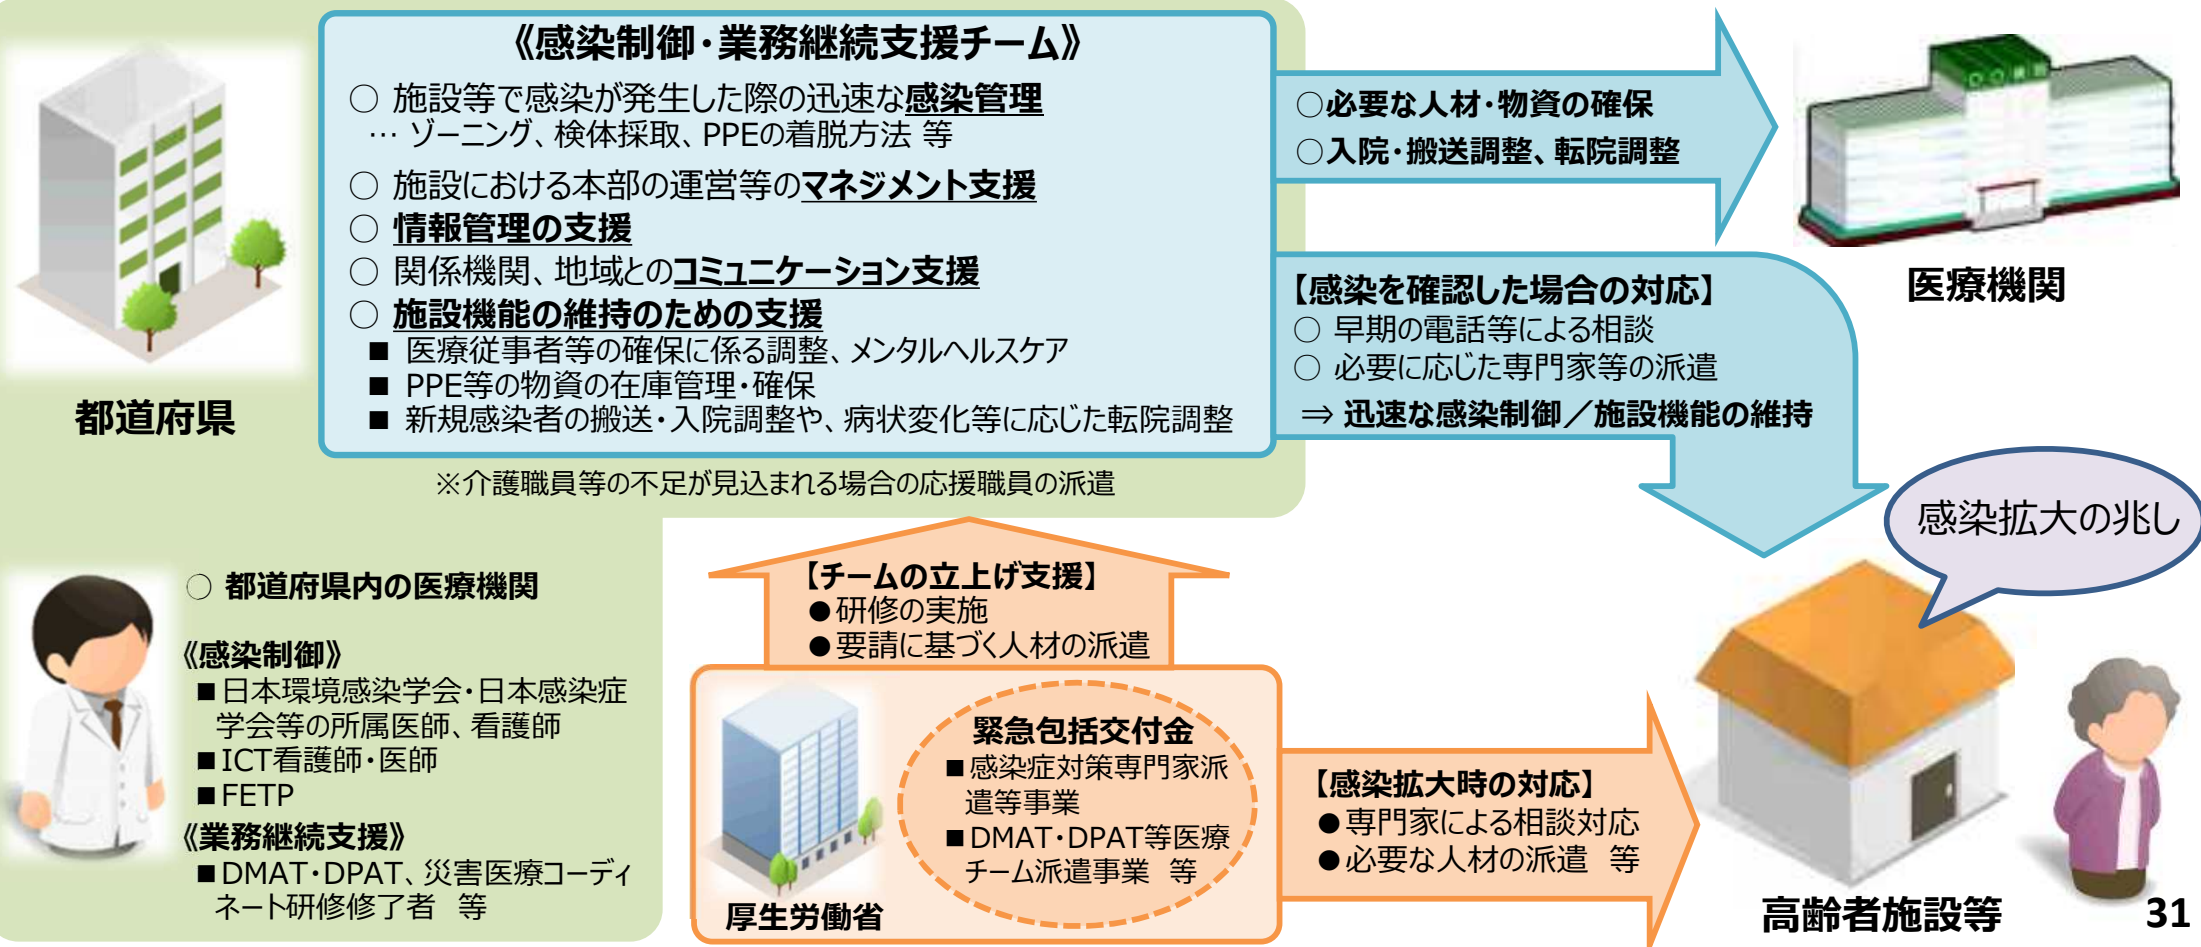 《感染制御・業務継続支援チーム》
○ 施設等で感染が発生した際の迅速な感染管理
… ゾーニング、検体採取、PPEの着脱方法 等
○ 施設における本部の運営等のマネジメント支援
○ 情報管理の支援
○ 関係機関、地域とのコミュニケーション支援
○ 施設機能の維持のための支援
■ 医療従事者等の確保に係る調整、メンタルヘルスケア
■ PPE等の物資の在庫管理・確保
■ 新規感染者の搬送・入院調整や、病状変化等に応じた転院調整
都道府県
※介護職員等の不足が見込まれる場合の応援職員の派遣
○必要な人材・物資の確保
○入院・搬送調整、転院調整
医療機関
【感染を確認した場合の対応】
○ 早期の電話等による相談
○ 必要に応じた専門家等の派遣
⇒ 迅速な感染制御／施設機能の維持
感染拡大の兆し
○ 都道府県内の医療機関
《感染制御》
■日本環境感染学会・日本感染症
学会等の所属医師、看護師
■ICT看護師・医師
■FETP
《業務継続支援》
■DMAT・DPAT、災害医療コーディ
ネート研修修了者 等
【チームの立上げ支援】
●研修の実施
●要請に基づく人材の派遣
緊急包括交付金
■感染症対策専門家派
遣等事業
■DMAT・DPAT等医療
チーム派遣事業 等
厚生労働省
【感染拡大時の対応】
●専門家による相談対応
●必要な人材の派遣 等
高齢者施設等
31